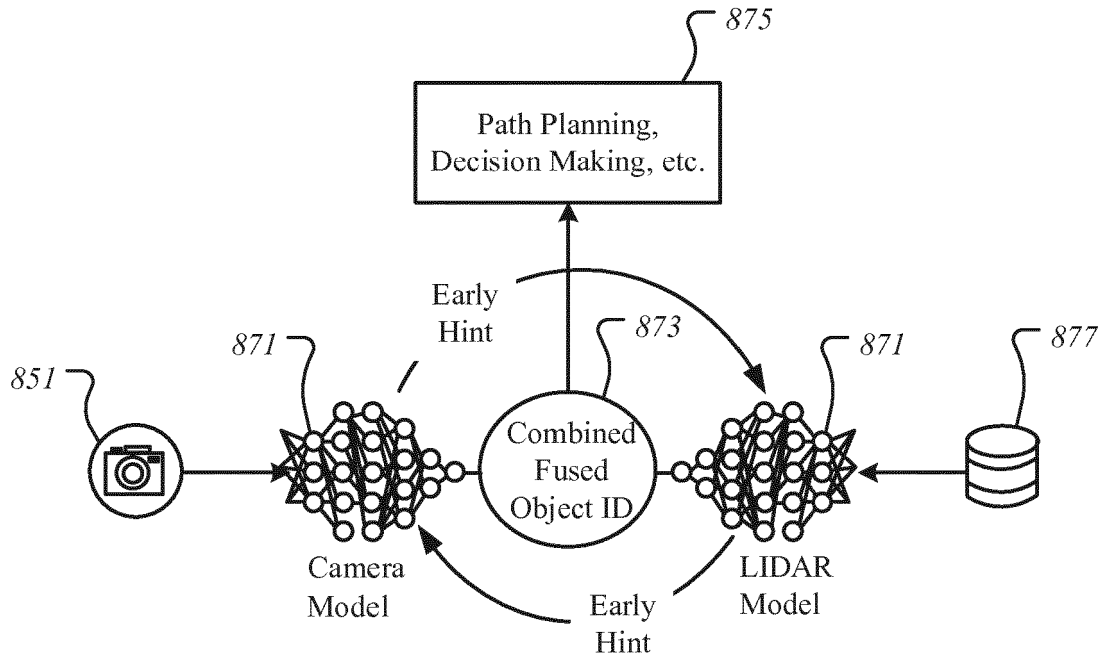 875
Path Planning,
Decision Making, etc.
Early
Hint
873
871
871
877
851
Combined
Fused
Object ID
Camera
Model
LIDAR
Model
Early
Hint